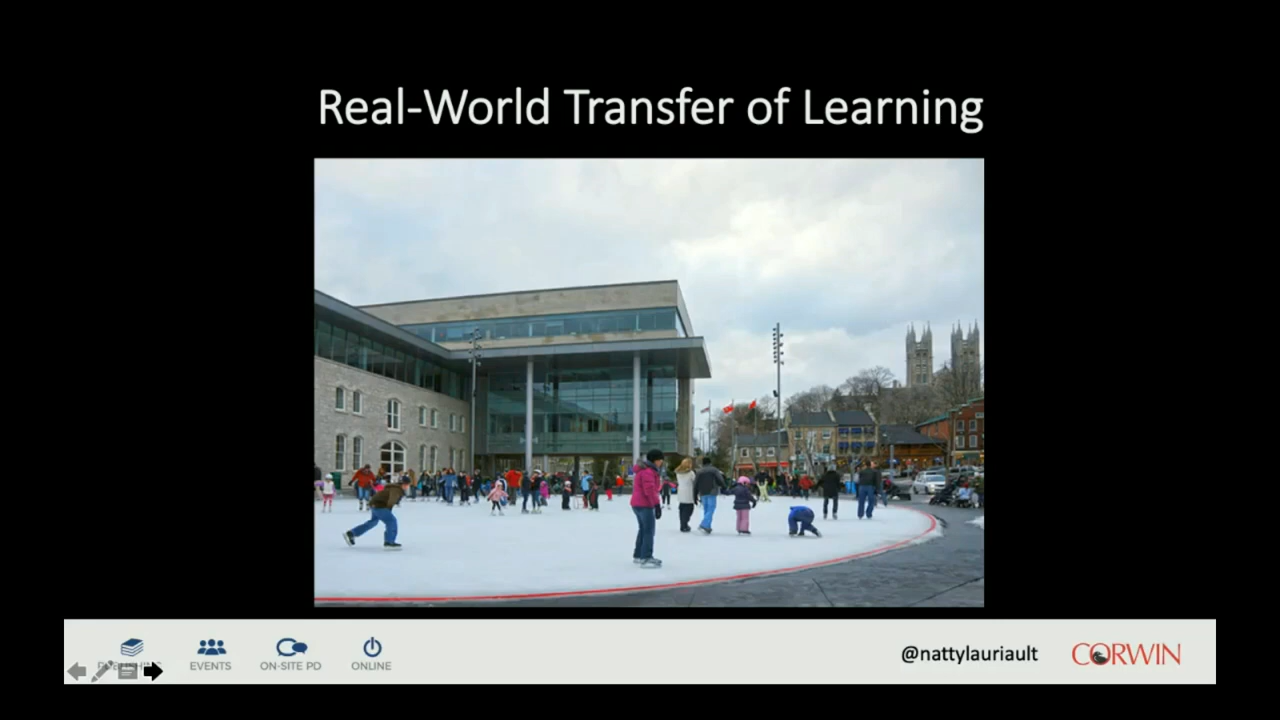 Real-World Transfer of Learning
EVENTS
ON-SITE PD
ONLINE
@nattylauriault
CORWIN